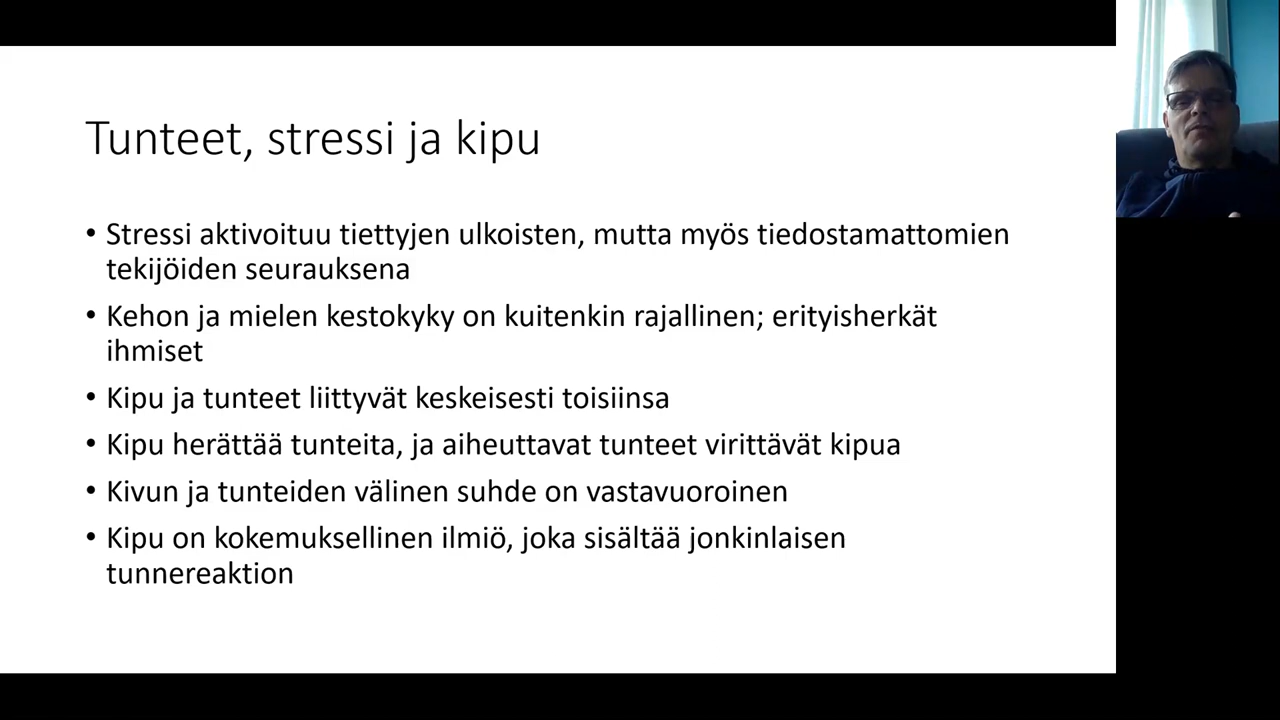 Tunteet, stressi ja kipu
• Stressi aktivoituu tiettyjen ulkoisten, mutta myös tiedostamattomien
tekijöiden seurauksena
• Kehon ja mielen kestokyky on kuitenkin rajallinen; erityisherkät
ihmiset
• Kipu ja tunteet liittyvät keskeisesti toisiinsa
• Kipu herättää tunteita, ja aiheuttavat tunteet virittävät kipua
• Kivun ja tunteiden välinen suhde on vastavuoroinen
• Kipu on kokemuksellinen ilmiö, joka sisältää jonkinlaisen
tunnereaktion